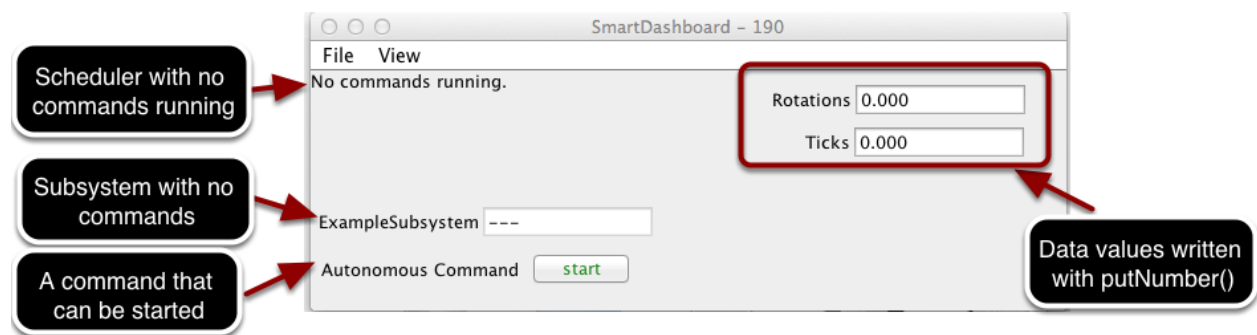 SmartDashboard – 190
File View
Scheduler with no
commands running
No commands running.
Rotations 0.000
Ticks 0.000
Subsystem with no
commands
ExampleSubsystem ---
Data values written
with putNumber()
A command that
can be started
Autonomous Command start